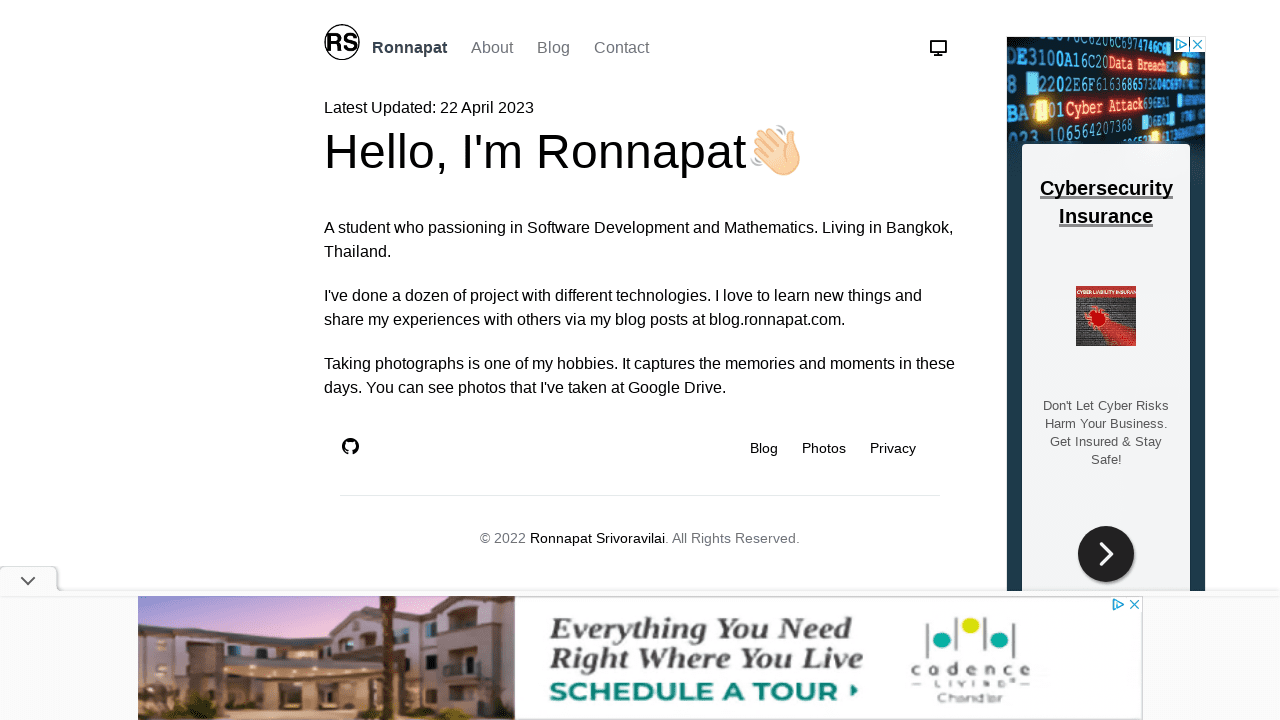 RS
Ronnapat
About
Blog
Contact
Latest Updated: 22 April 2023
Hello, I'm Ronnapat👋🏻
A student who passioning in Software Development and Mathematics. Living in Bangkok,
Thailand.
I've done a dozen of project with different technologies. I love to learn new things and
share my experiences with others via my blog posts at blog.ronnapat.com.
Taking photographs is one of my hobbies. It captures the memories and moments in these
days. You can see photos that I've taken at Google Drive.
Blog
Photos
Privacy
© 2022 Ronnapat Srivoravilai. All Rights Reserved.
Data Breach
Cyber Attack
Cybersecurity
Insurance
CYBER LIABILITY INSURAN
Don't Let Cyber Risks
Harm Your Business.
Get Insured & Stay
Safe!
Everything You Need
Right Where You Live
SCHEDULE A TOUR
cadence
LIVING
Chandler